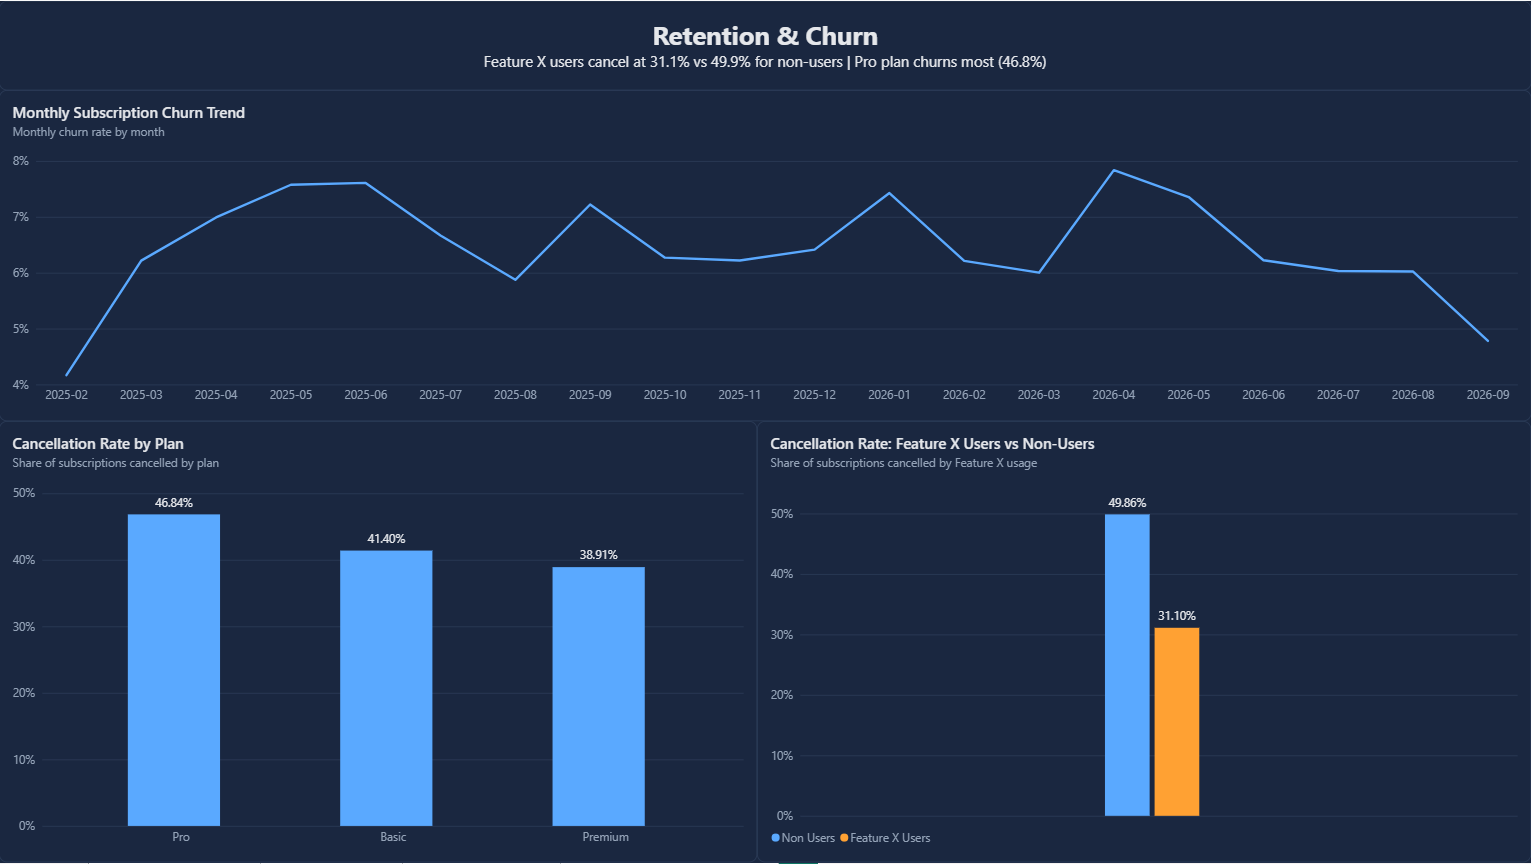 Retention & Churn
Feature X users cancel at 31.1% vs 49.9% for non-users | Pro plan churns most (46.8%)
Monthly Subscription Churn Trend
Monthly churn rate by month
8%
7%
6%
5%
4%
2025-02 2025-03 2025-04 2025-05 2025-06 2025-07 2025-08 2025-09 2025-10 2025-11 2025-12 2026-01 2026-02 2026-03 2026-04 2026-05 2026-06 2026-07 2026-08 2026-09
Cancellation Rate by Plan
Share of subscriptions cancelled by plan
50%
40%
30%
20%
10%
0%
46.84%
41.40%
38.91%
Pro Basic Premium
Cancellation Rate: Feature X Users vs Non-Users
Share of subscriptions cancelled by Feature X usage
50%
40%
30%
20%
10%
0%
49.86%
31.10%
Non Users Feature X Users